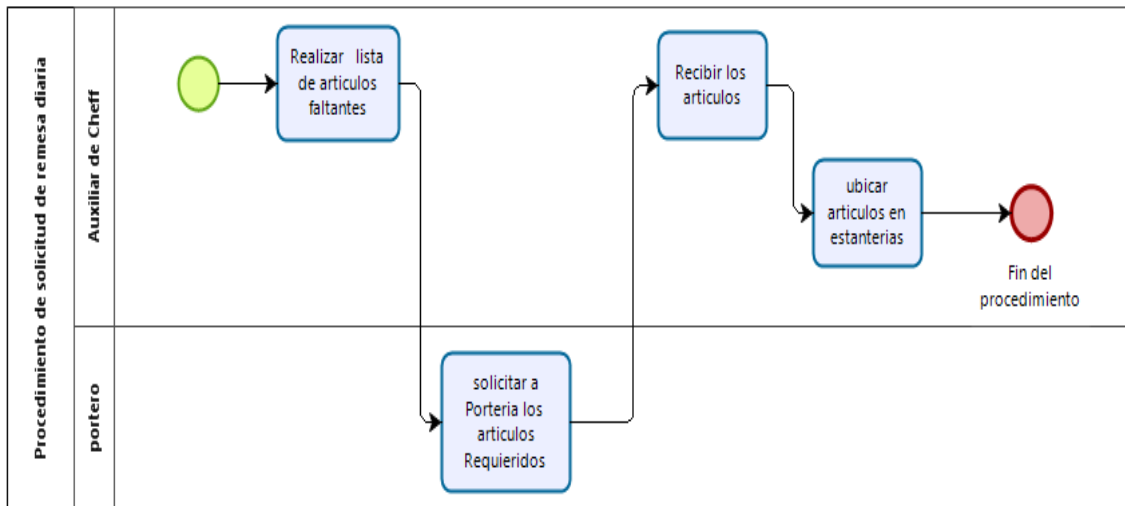 Procedimiento de solicitud de remesa diaria
Auxiliar de Cheff
Realizar lista
de articulos
faltantes
Recibir los
articulos
ubicar
articulos en
estanterias
Fin del
procedimiento
portero
solicitar a
Porteria los
articulos
Requieridos